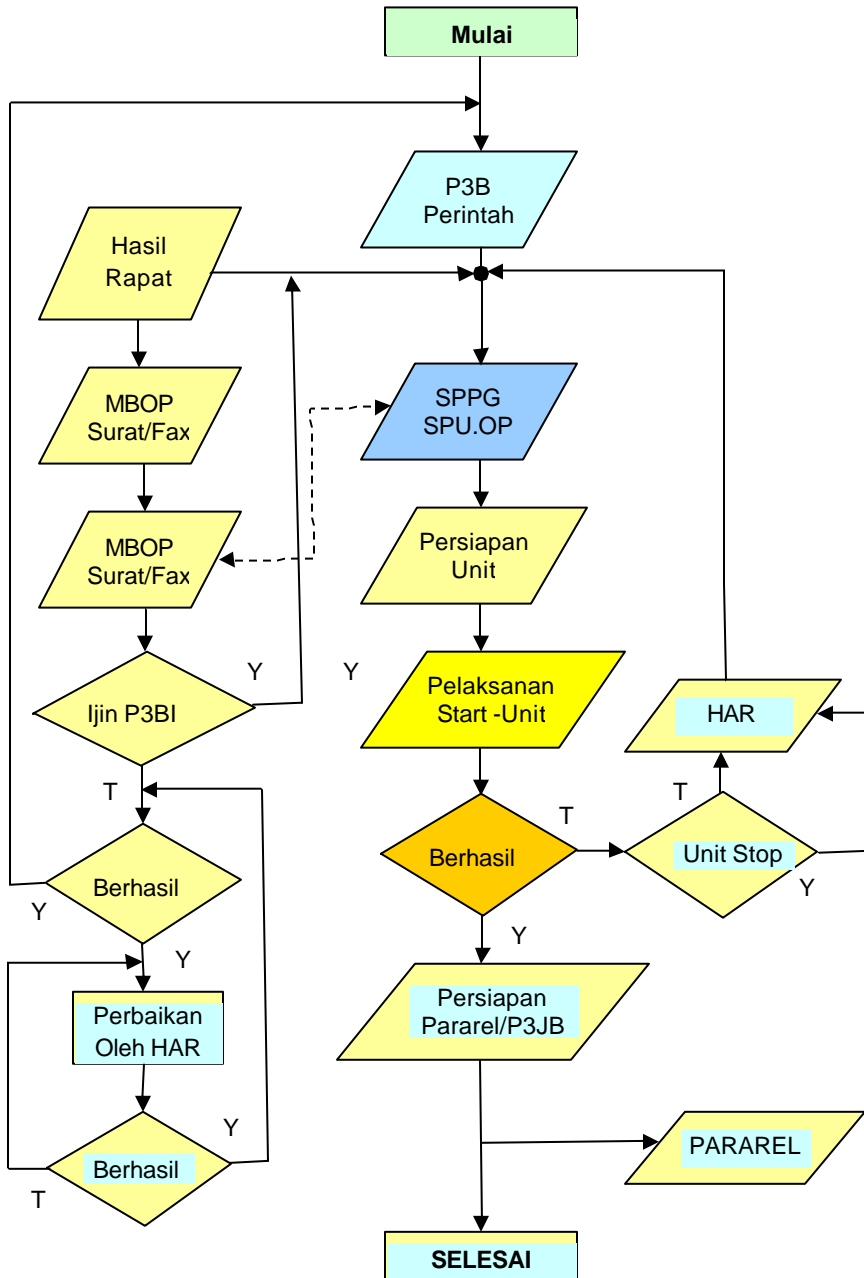 Mulai
P3B
Perintah
Hasil
Rapat
MBOP
Surat/Fax
SPPG
SPU.OP
MBOP
Surat/Fax
Persiapan
Unit
Y
Y
Ijin P3BI
Pelaksanan
Start -Unit
HAR
T
T
T
Berhasil
Berhasil
Unit Stop
Y
Y
Y
Y
Perbaikan
Oleh HAR
Persiapan
Pararel/P3JB
Y
Berhasil
T
PARAREL
SELESAI